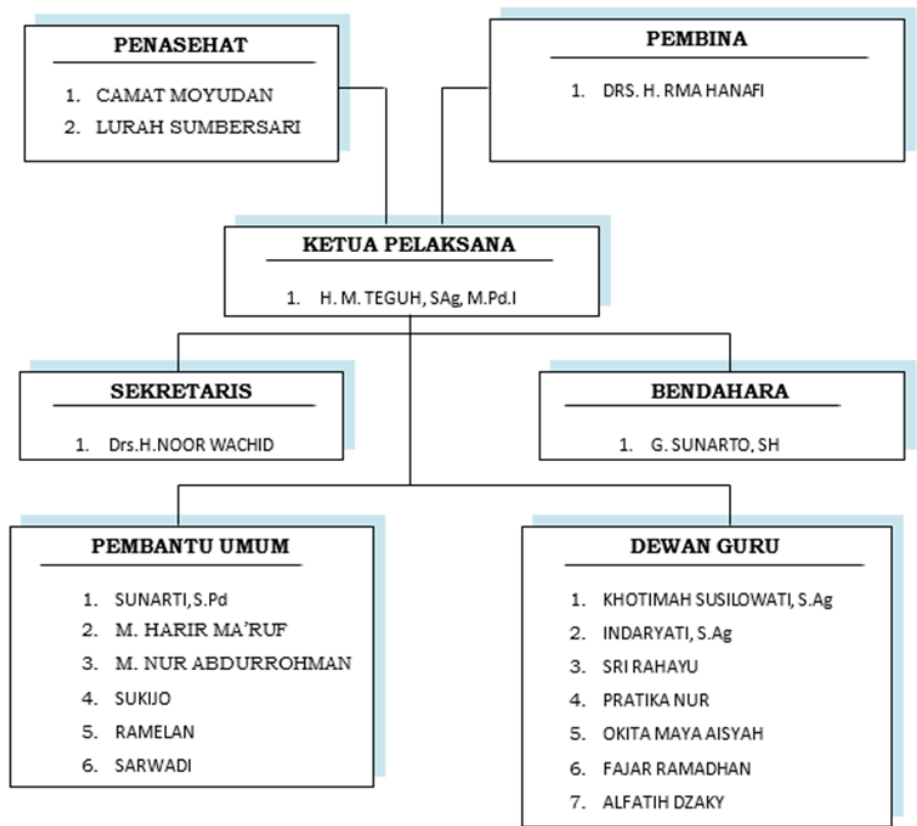 PENASEHAT
1. CAMAT MOYUDAN
2. LURAH SUMBERSARI
PEMBINA
1. DRS. H. RMA HANAFI
KETUA PELAKSANA
1. H. M. TEGUH, SAg, M.Pd.I
SEKRETARIS
1. Drs.H.NOOR WACHID
BENDAHARA
1. G. SUNARTO, SH
PEMBANTU UMUM
1. SUNARTI, S.Pd
2. M. HARIR MA’RUF
3. M. NUR ABDURROHMAN
4. SUKIJO
5. RAMELAN
6. SARWADI
DEWAN GURU
1. KHOTIMAH SUSILOWATI, S.Ag
2. INDARYATI, S.Ag
3. SRI RAHAYU
4. PRATIKA NUR
5. OKITA MAYA AISYAH
6. FAJAR RAMADHAN
7. ALFATIH DZAKY